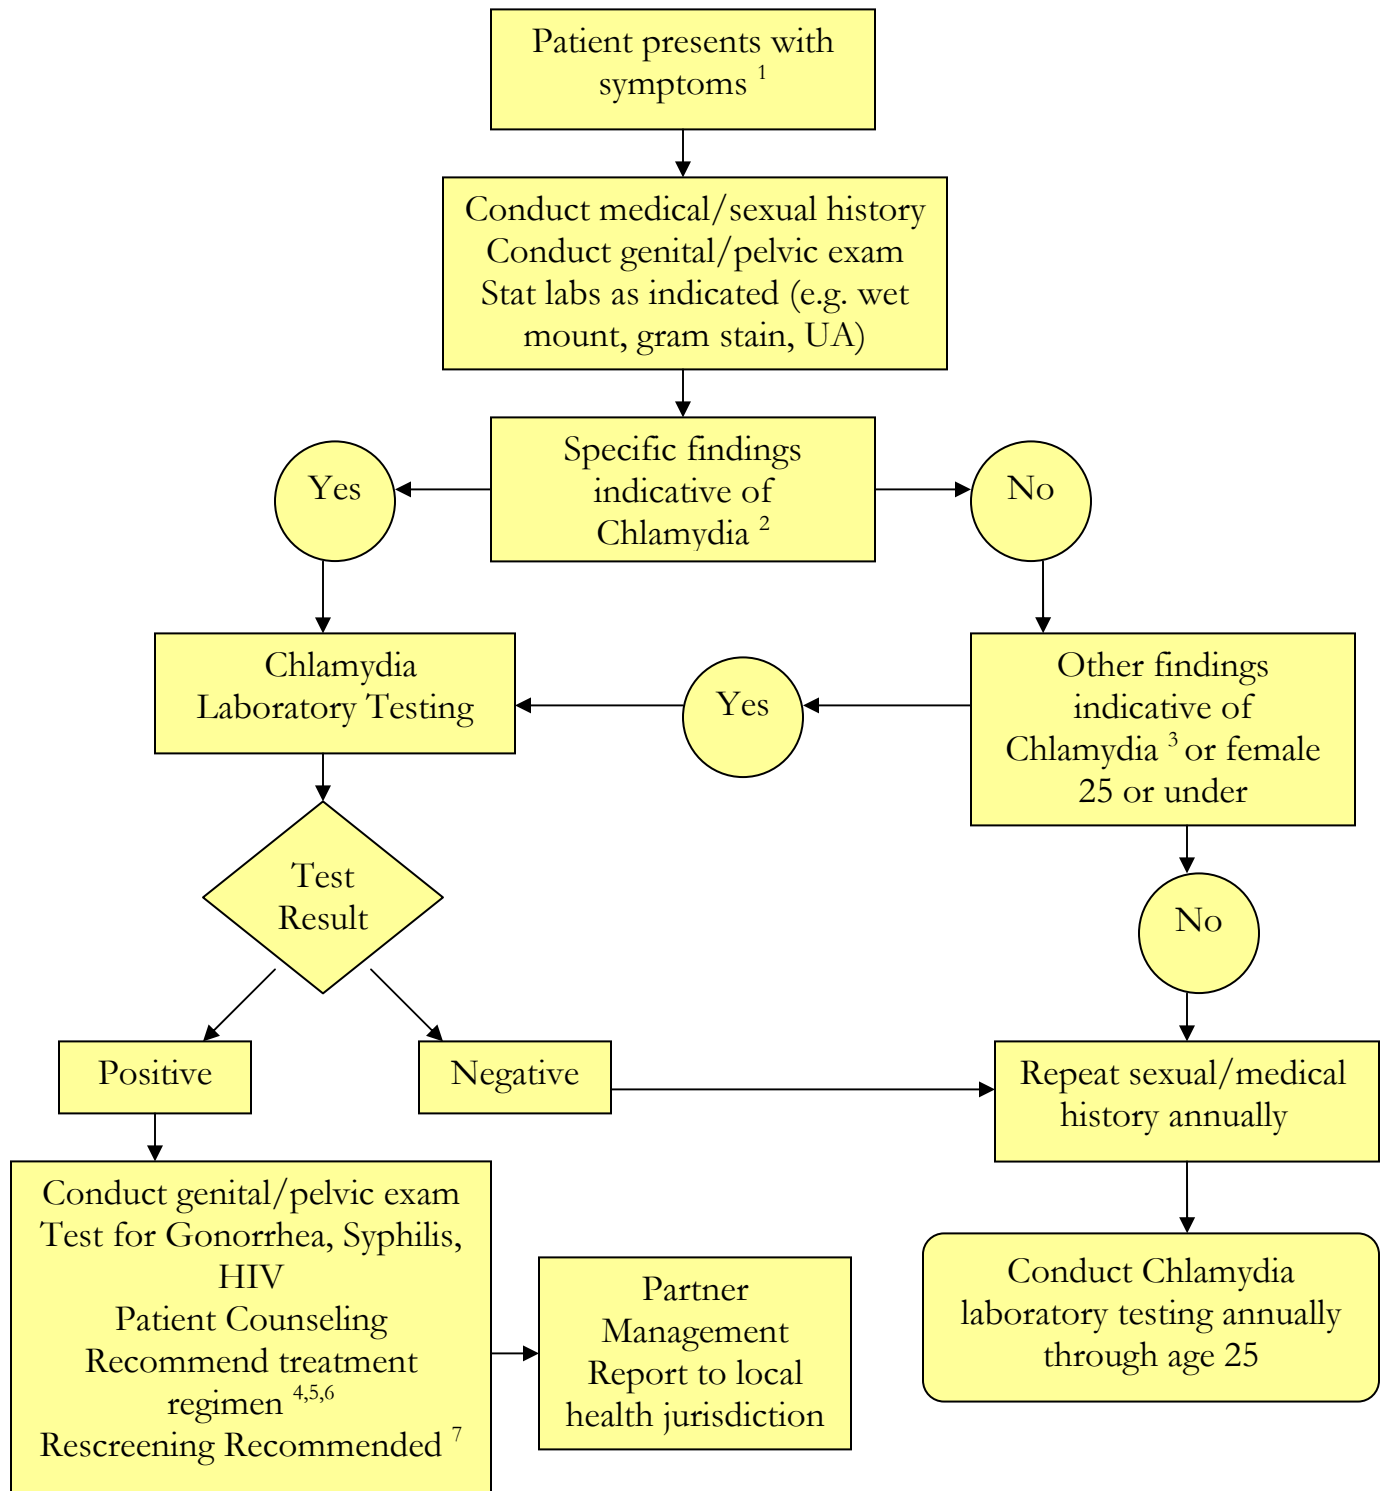 Patient presents with
symptoms 1
Conduct medical/sexual history
Conduct genital/pelvic exam
Stat labs as indicated (e.g. wet
mount, gram stain, UA)
Specific findings
indicative of
Chlamydia 2
Yes
No
Chlamydia
Laboratory Testing
Yes
Other findings
indicative of
Chlamydia 3 or female
25 or under
Test
Result
No
Positive
Negative
Repeat sexual/medical
history annually
Conduct genital/pelvic exam
Test for Gonorrhea, Syphilis,
HIV
Patient Counseling
Recommend treatment
regimen 4,5,6
Rescreening Recommended 7
Partner
Management
Report to local
health jurisdiction
Conduct Chlamydia
laboratory testing annually
through age 25